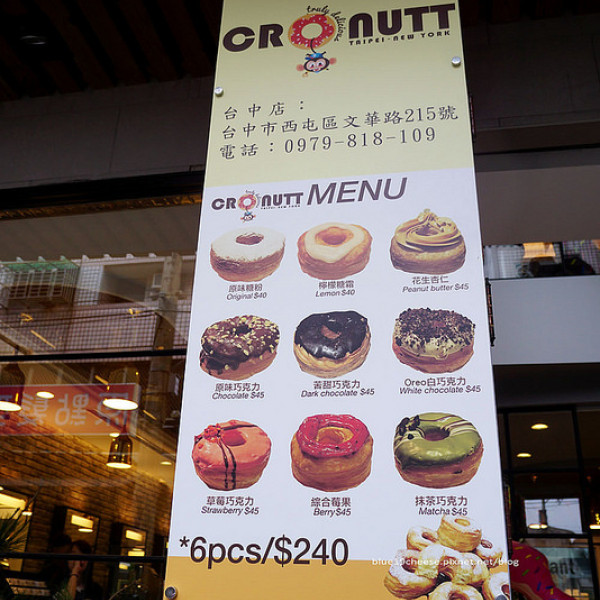 truly delicious
CRONUTT
TAIPEI-NEW YORK
台中店：
台中市西屯區文華路215號
電話：0979-818-109
CRONUTT MENU
原味糖粉
Original $40
檸檬糖霜
Lemon $40
花生杏仁
Peanut butter $45
原味巧克力
Chocolate $45
苦甜巧克力
Dark chocolate $45
Oreo白巧克力
White chocolate $45
草莓巧克力
Strawberry $45
綜合莓果
Berry $45
抹茶巧克力
Matcha $45
*6pcs/$240